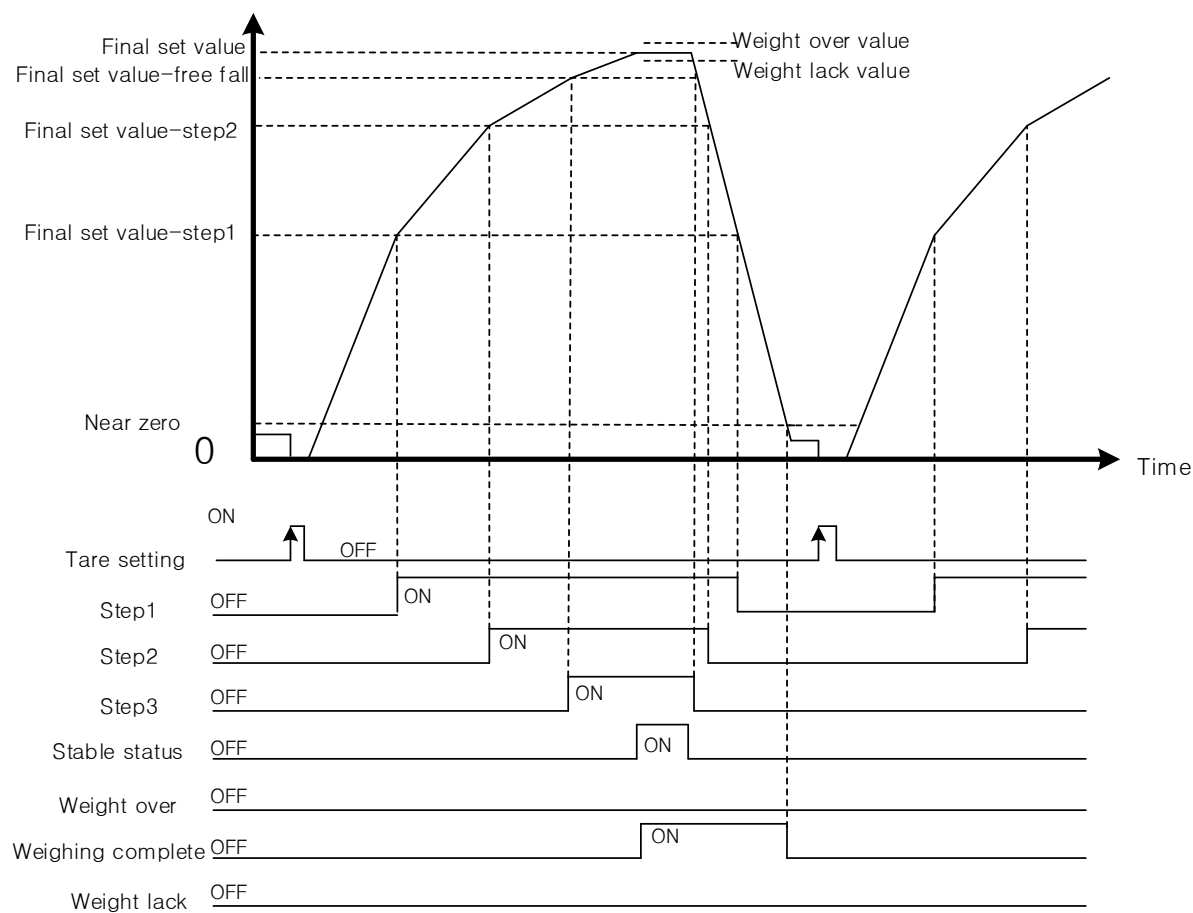 Final set value
Weight over value
Final set value-free fall
Weight lack value
Final set value-step2
Final set value-step1
Near zero
0
Time
ON
Tare setting
OFF
Step1
OFF
ON
Step2
OFF
ON
Step3
OFF
ON
Stable status
OFF
ON
Weight over
OFF
Weighing complete
OFF
ON
Weight lack
OFF